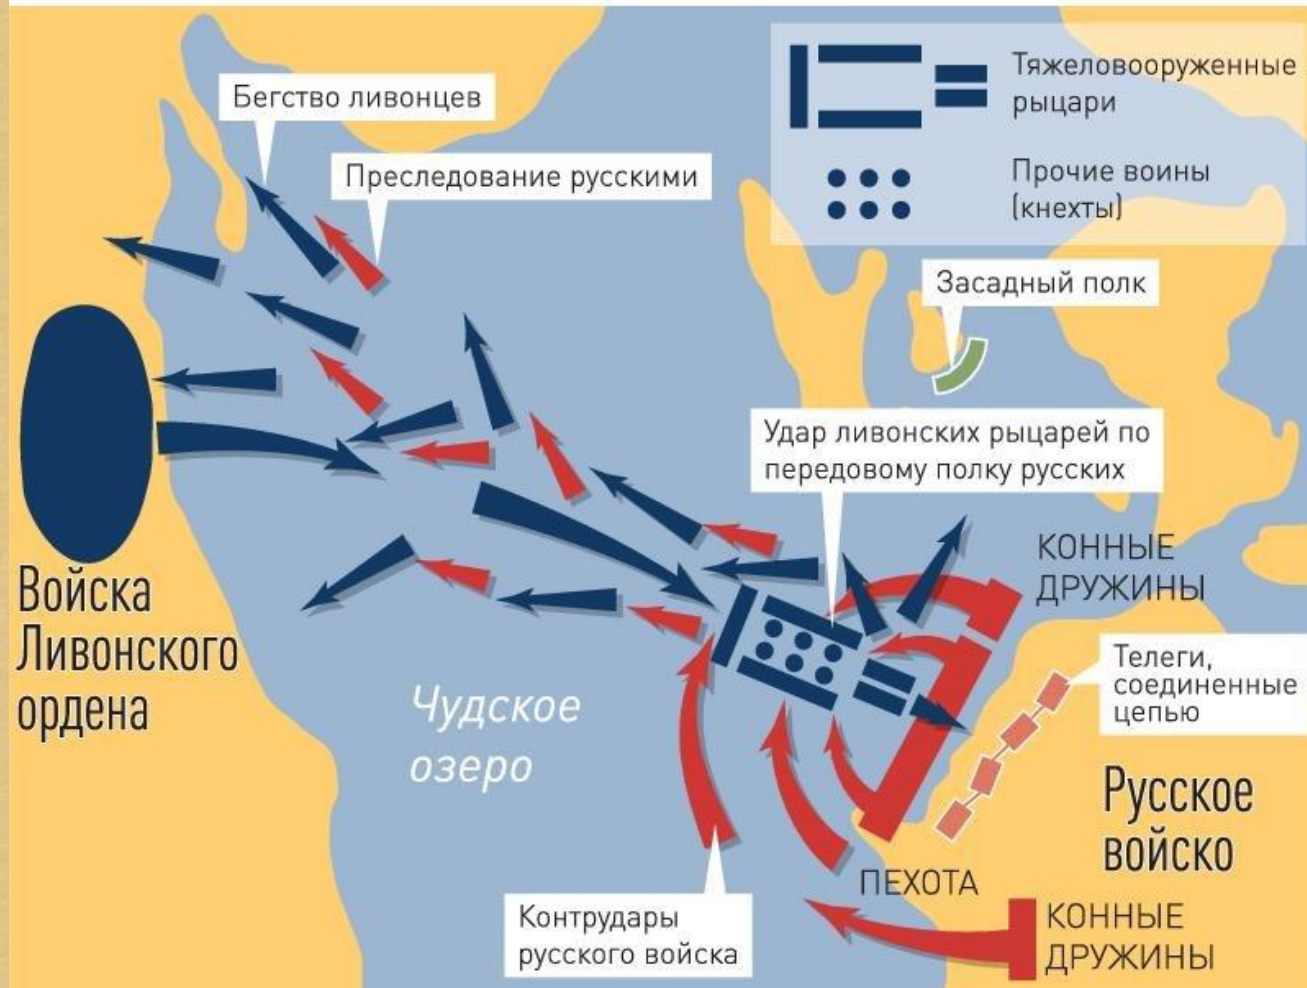 Бегство ливонцев
Преследование русскими
Тяжеловооруженные
рыцари
Прочие воины
(кнехты)
Засадный полк
Удар ливонских рыцарей по
передовому полку русских
КОННЫЕ
ДРУЖИНЫ
Войска
Ливонского
ордена
Телеги,
соединенные
цепью
Чудское
озеро
Русское
войско
ПЕХОТА
Контрудары
русского войска
КОННЫЕ
ДРУЖИНЫ